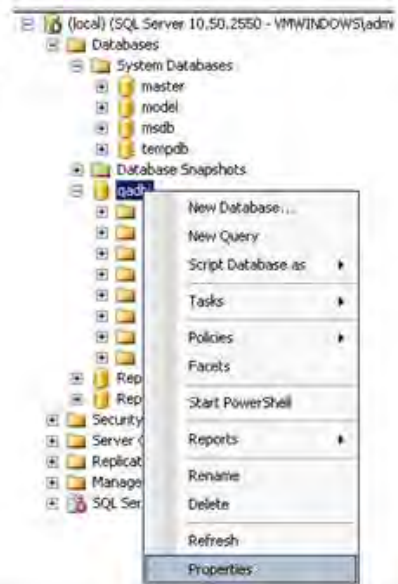 (local) (SQL Server 10.50.2550 - VMWINDOWS\adm
Databases
System Databases
master
model
msdb
tempdb
Database Snapshots
qadb
New Database...
New Query
Script Database as
Tasks
Policies
Facets
Start PowerShell
Reports
Rename
Delete
Refresh
Properties
Rep
Rep
Security
Server
Replicat
Manage
SQL Ser